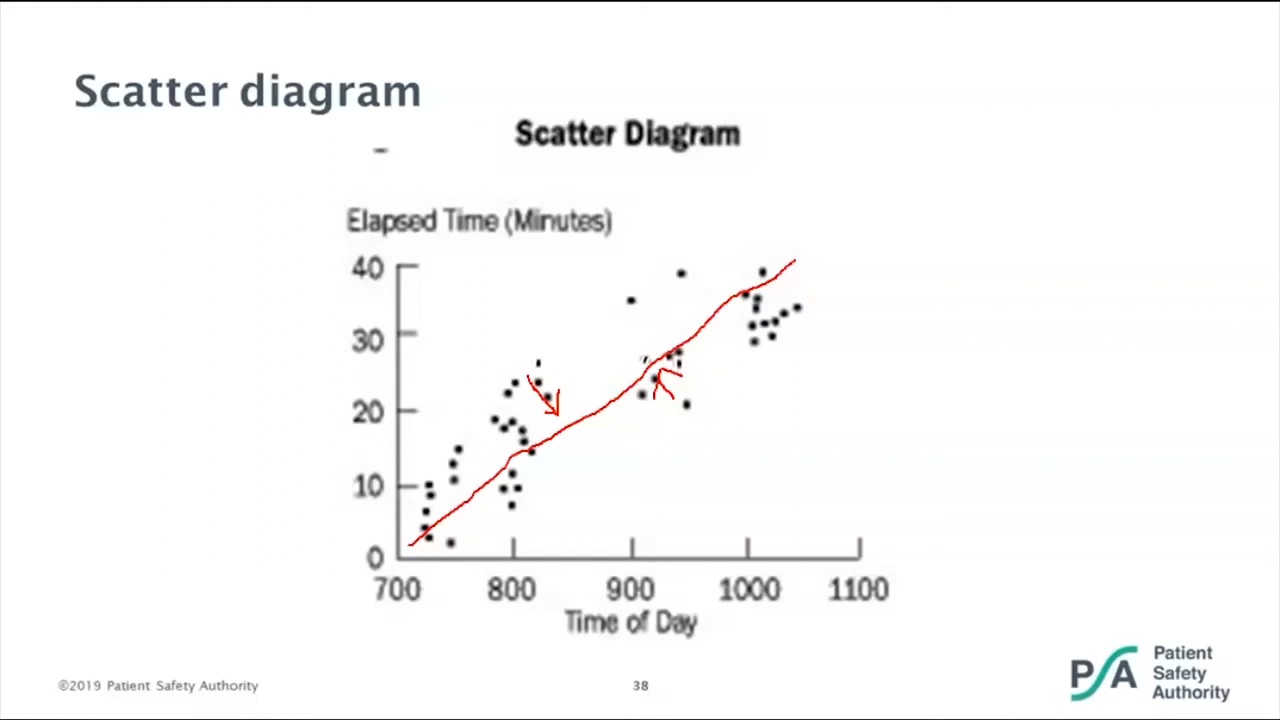 Scatter diagram
Scatter Diagram
Elapsed Time (Minutes)
40
30
20
10
0
700 800 900 1000 1100
Time of Day
©2019 Patient Safety Authority
38
PSA
Patient
Safety
Authority